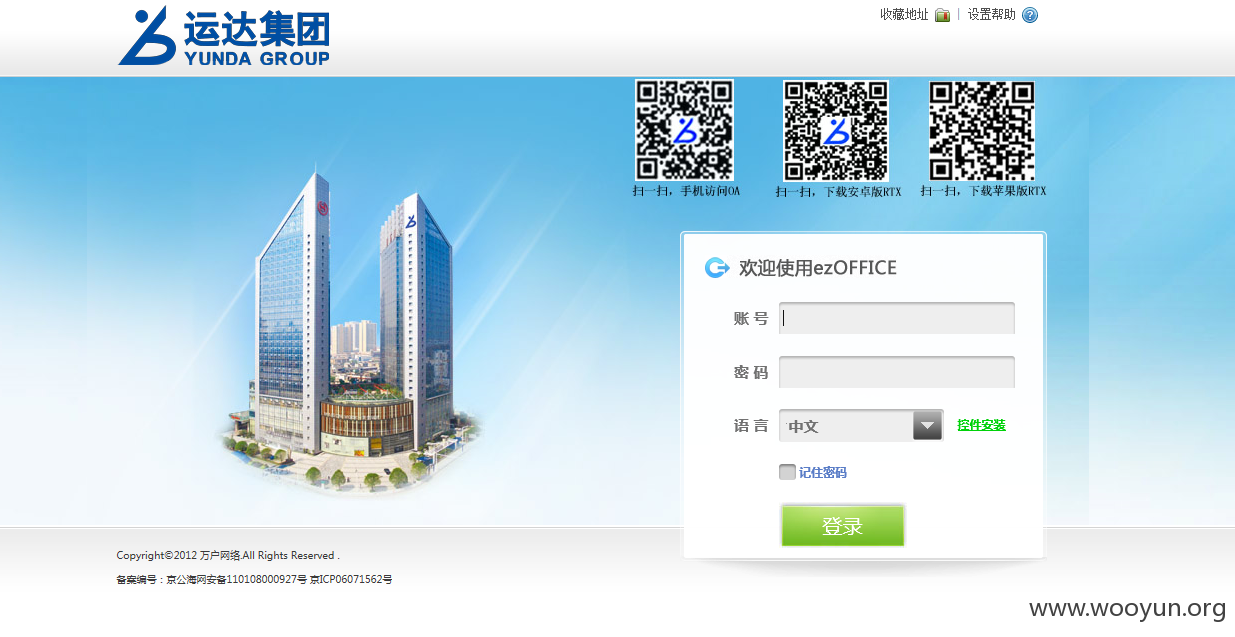 运达集团
YUNDA GROUP
收藏地址 | 设置帮助
扫一扫，手机访问OA
扫一扫，下载安卓版RTX
扫一扫，下载苹果版RTX
欢迎使用ezOFFICE
账 号
密 码
语 言 中文 控件安装
记住密码
登录
Copyright©2012 万户网络.All Rights Reserved .
备案编号：京公海网安备110108000927号 京ICP06071562号
www.wooyun.org